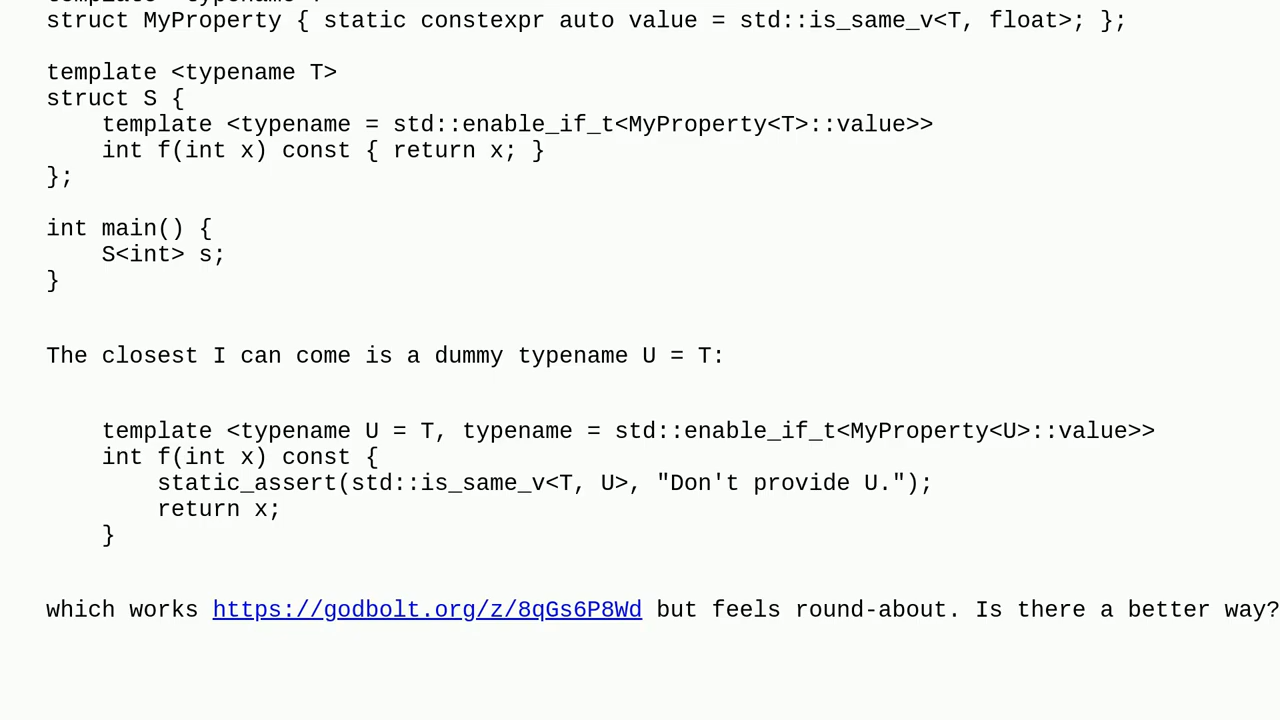 template <typename T>
struct MyProperty { static constexpr auto value = std::is_same_v<T, float>; };
template <typename T>
struct S {
    template <typename = std::enable_if_t<MyProperty<T>::value>>
    int f(int x) const { return x; }
};
int main() {
    S<int> s;
}
The closest I can come is a dummy typename U = T:
    template <typename U = T, typename = std::enable_if_t<MyProperty<U>::value>>
    int f(int x) const {
        static_assert(std::is_same_v<T, U>, "Don't provide U.");
        return x;
    }
which works https://godbolt.org/z/8qGs6P8Wd but feels round-about. Is there a better way?